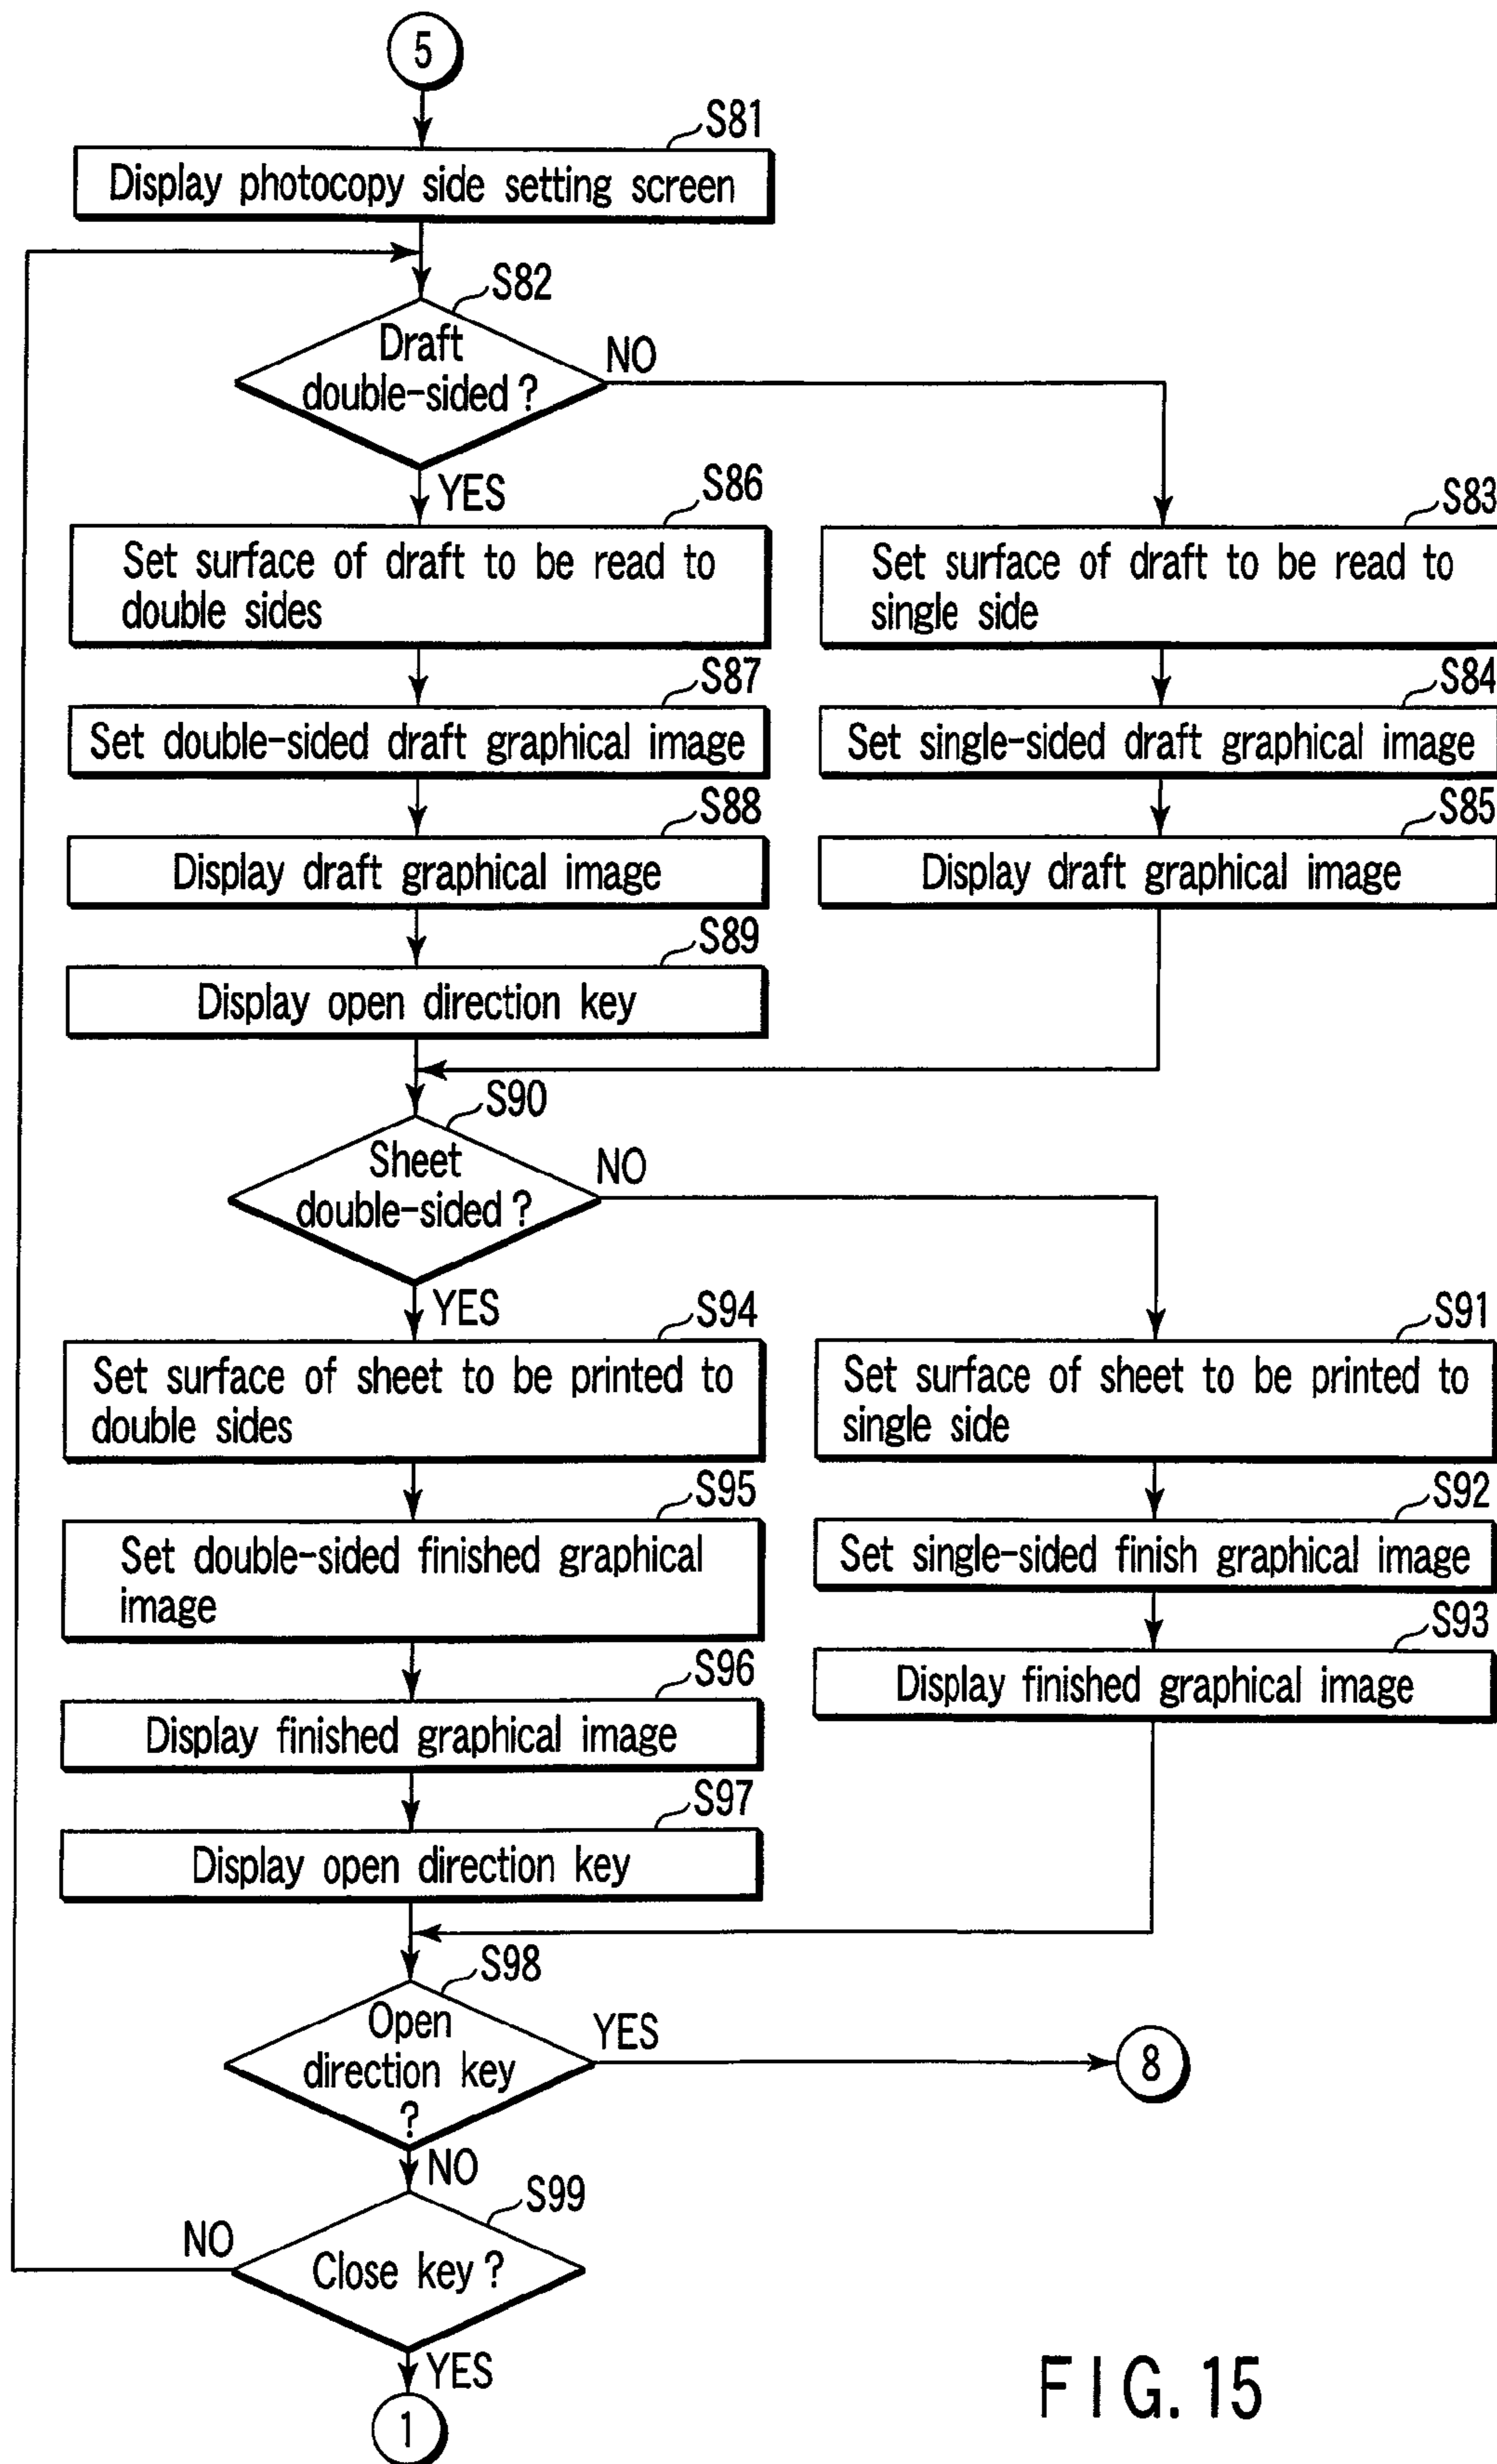 5
S81
Display photocopy side setting screen
S82
Draft
double-sided?
NO
YES
S86
Set surface of draft to be read to
double sides
S83
Set surface of draft to be read to
single side
S87
Set double-sided draft graphical image
S84
Set single-sided draft graphical image
S88
Display draft graphical image
S85
Display draft graphical image
S89
Display open direction key
S90
Sheet
double-sided?
NO
YES
S94
Set surface of sheet to be printed to
double sides
S91
Set surface of sheet to be printed to
single side
S95
Set double-sided finished graphical
image
S92
Set single-sided finish graphical image
S93
Display finished graphical image
S96
Display finished graphical image
S97
Display open direction key
S98
Open
direction key
?
YES
8
NO
S99
Close key?
NO
YES
1
FIG. 15